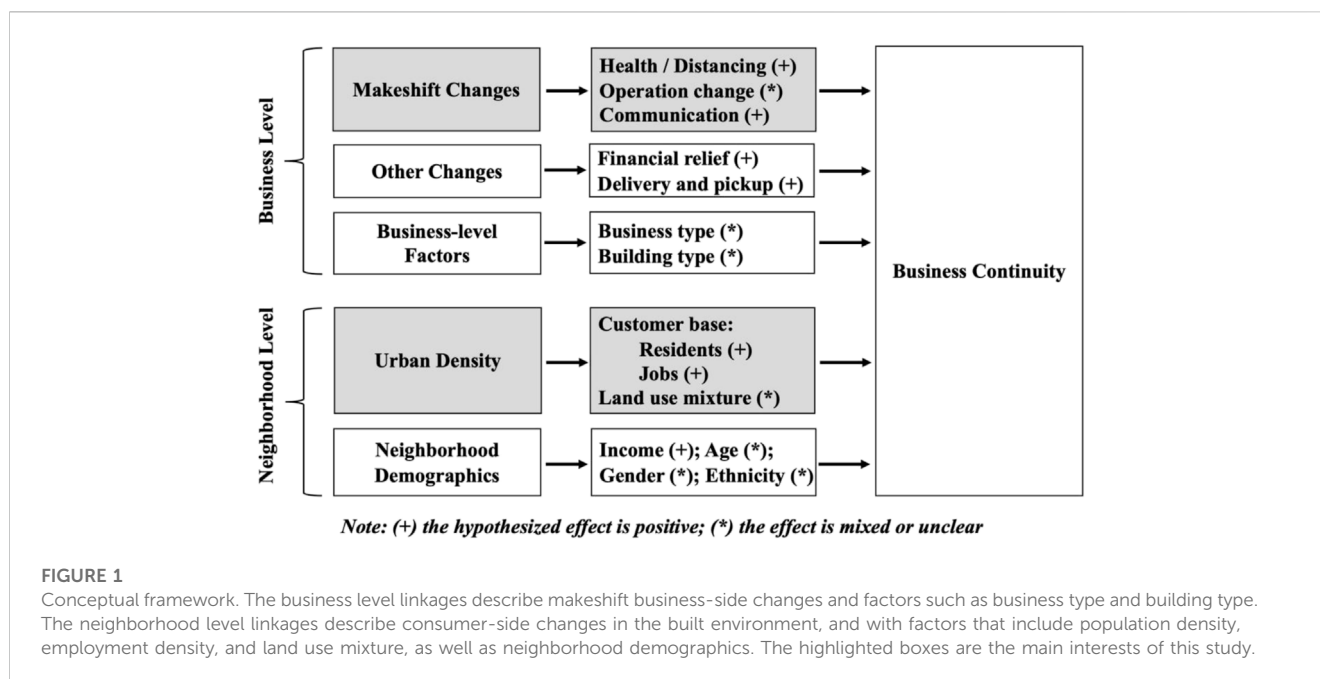 Business Level
Makeshift Changes
Health / Distancing (+)
Operation change (*)
Communication (+)
Other Changes
Financial relief (+)
Delivery and pickup (+)
Business-level
Factors
Business type (*)
Building type (*)
Business Continuity
Neighborhood Level
Urban Density
Customer base:
Residents (+)
Jobs (+)
Land use mixture (*)
Neighborhood
Demographics
Income (+); Age (*);
Gender (*); Ethnicity (*)
Note: (+) the hypothesized effect is positive; (*) the effect is mixed or unclear
FIGURE 1
Conceptual framework. The business level linkages describe makeshift business-side changes and factors such as business type and building type.
The neighborhood level linkages describe consumer-side changes in the built environment, and with factors that include population density,
employment density, and land use mixture, as well as neighborhood demographics. The highlighted boxes are the main interests of this study.